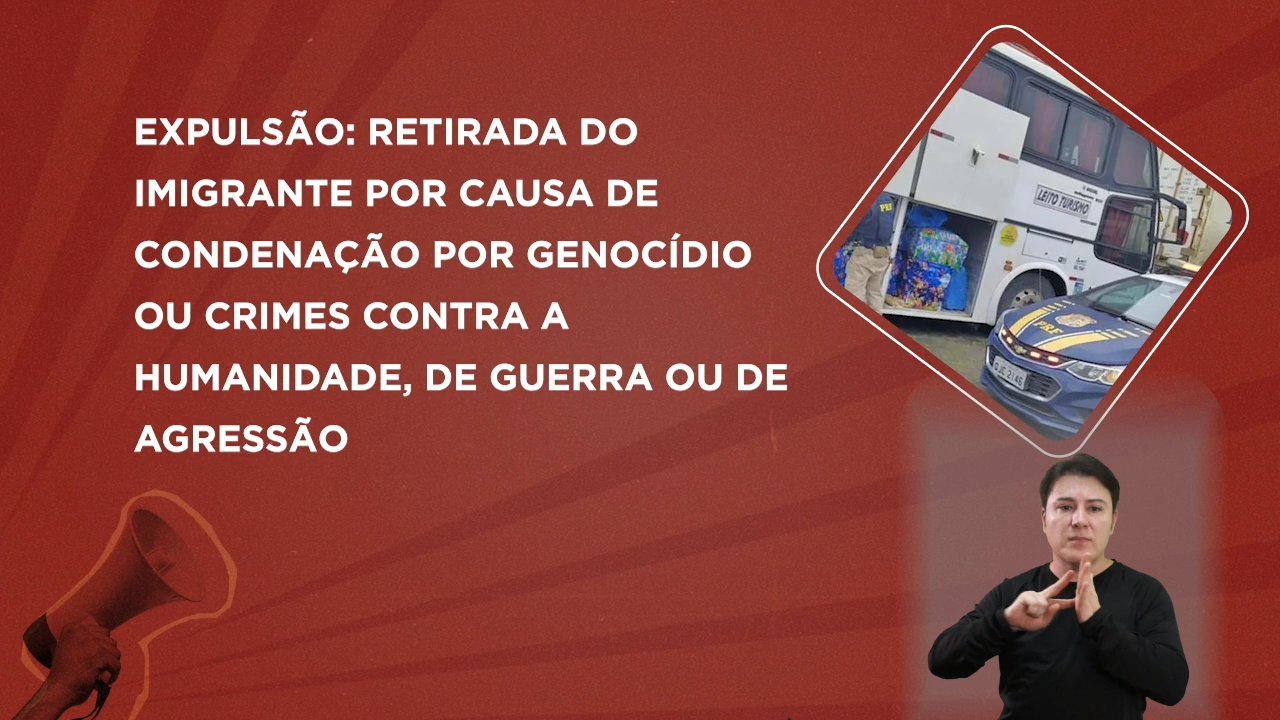 EXPULSÃO: RETIRADA DO
IMIGRANTE POR CAUSA DE
CONDENAÇÃO POR GENOCÍDIO
OU CRIMES CONTRA A
HUMANIDADE, DE GUERRA OU DE
AGRESSÃO
LEITO TURISMO
PRF
PRF